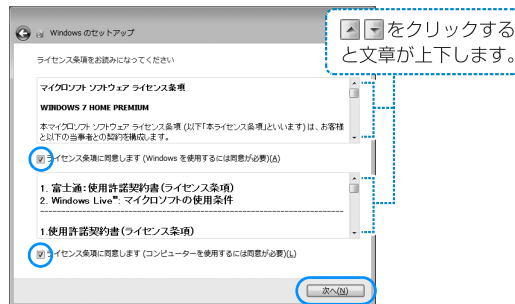 Windows のセットアップ
▲▼をクリックする
と文章が上下します。
ライセンス条項をお読みになってください
マイクロソフト ソフトウェア ライセンス条項
WINDOWS 7 HOME PREMIUM
本マイクロソフト ソフトウェア ライセンス条項 (以下「本ライセンス条項」といいます) は、お客様
と以下の当事者との契約を構成します。
ライセンス条項に同意します (Windows を使用するには同意が必要)(A)
1. 富士通：使用許諾契約書（ライセンス条項）
2. Windows Live™: マイクロソフトの使用条件
1.使用許諾契約書（ライセンス条項）
ライセンス条項に同意します (コンピューターを使用するには同意が必要)(L)
次へ(N)